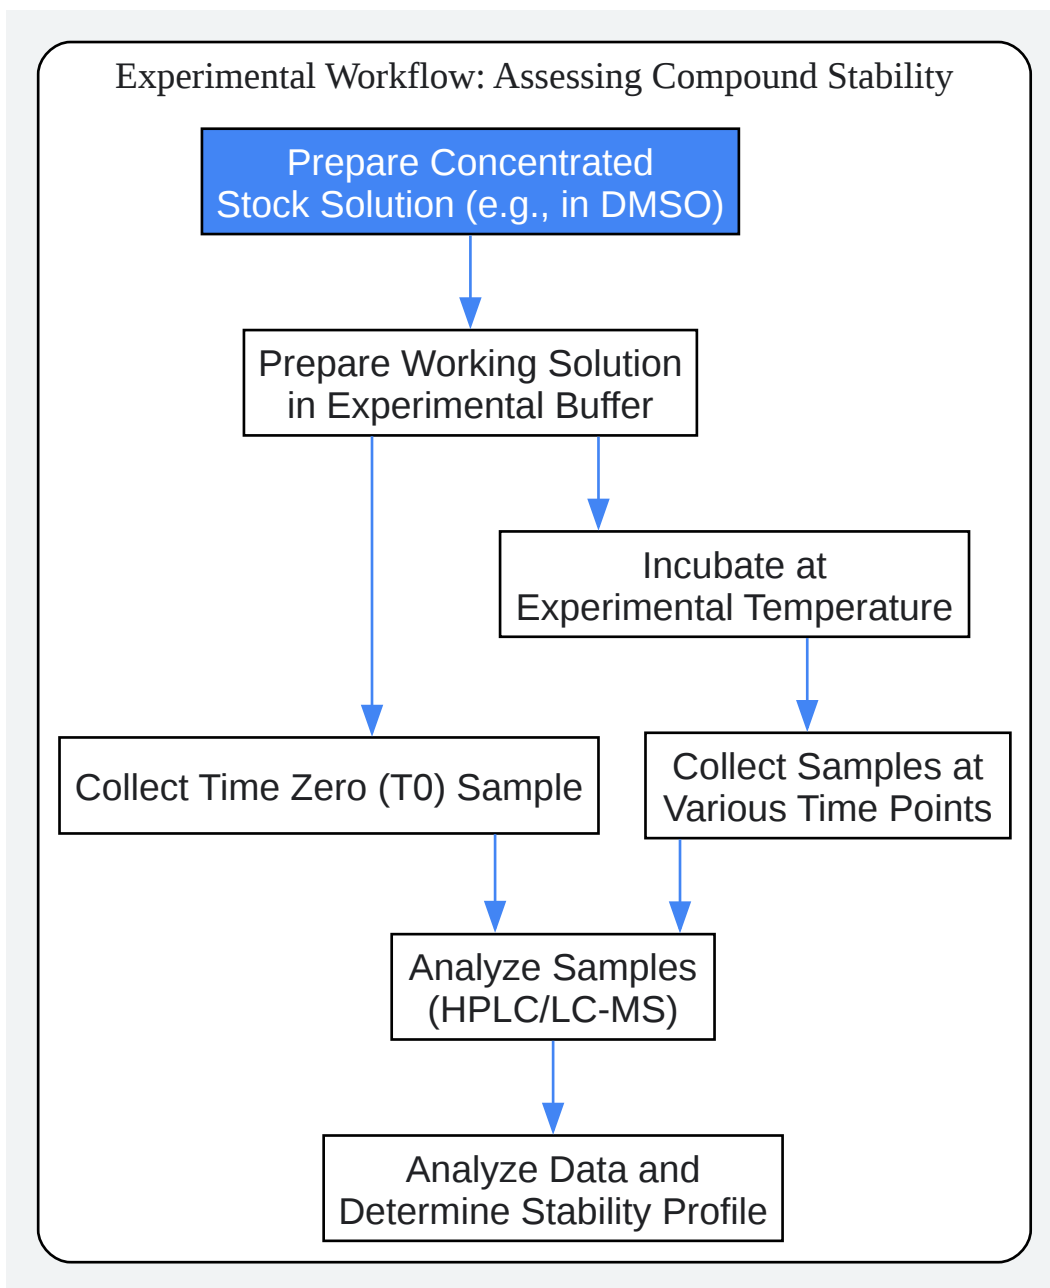 Experimental Workflow: Assessing Compound Stability
Prepare Concentrated
Stock Solution (e.g., in DMSO)
Prepare Working Solution
in Experimental Buffer
Incubate at
Experimental Temperature
Collect Time Zero (T0) Sample
Collect Samples at
Various Time Points
Analyze Samples
(HPLC/LC-MS)
Analyze Data and
Determine Stability Profile